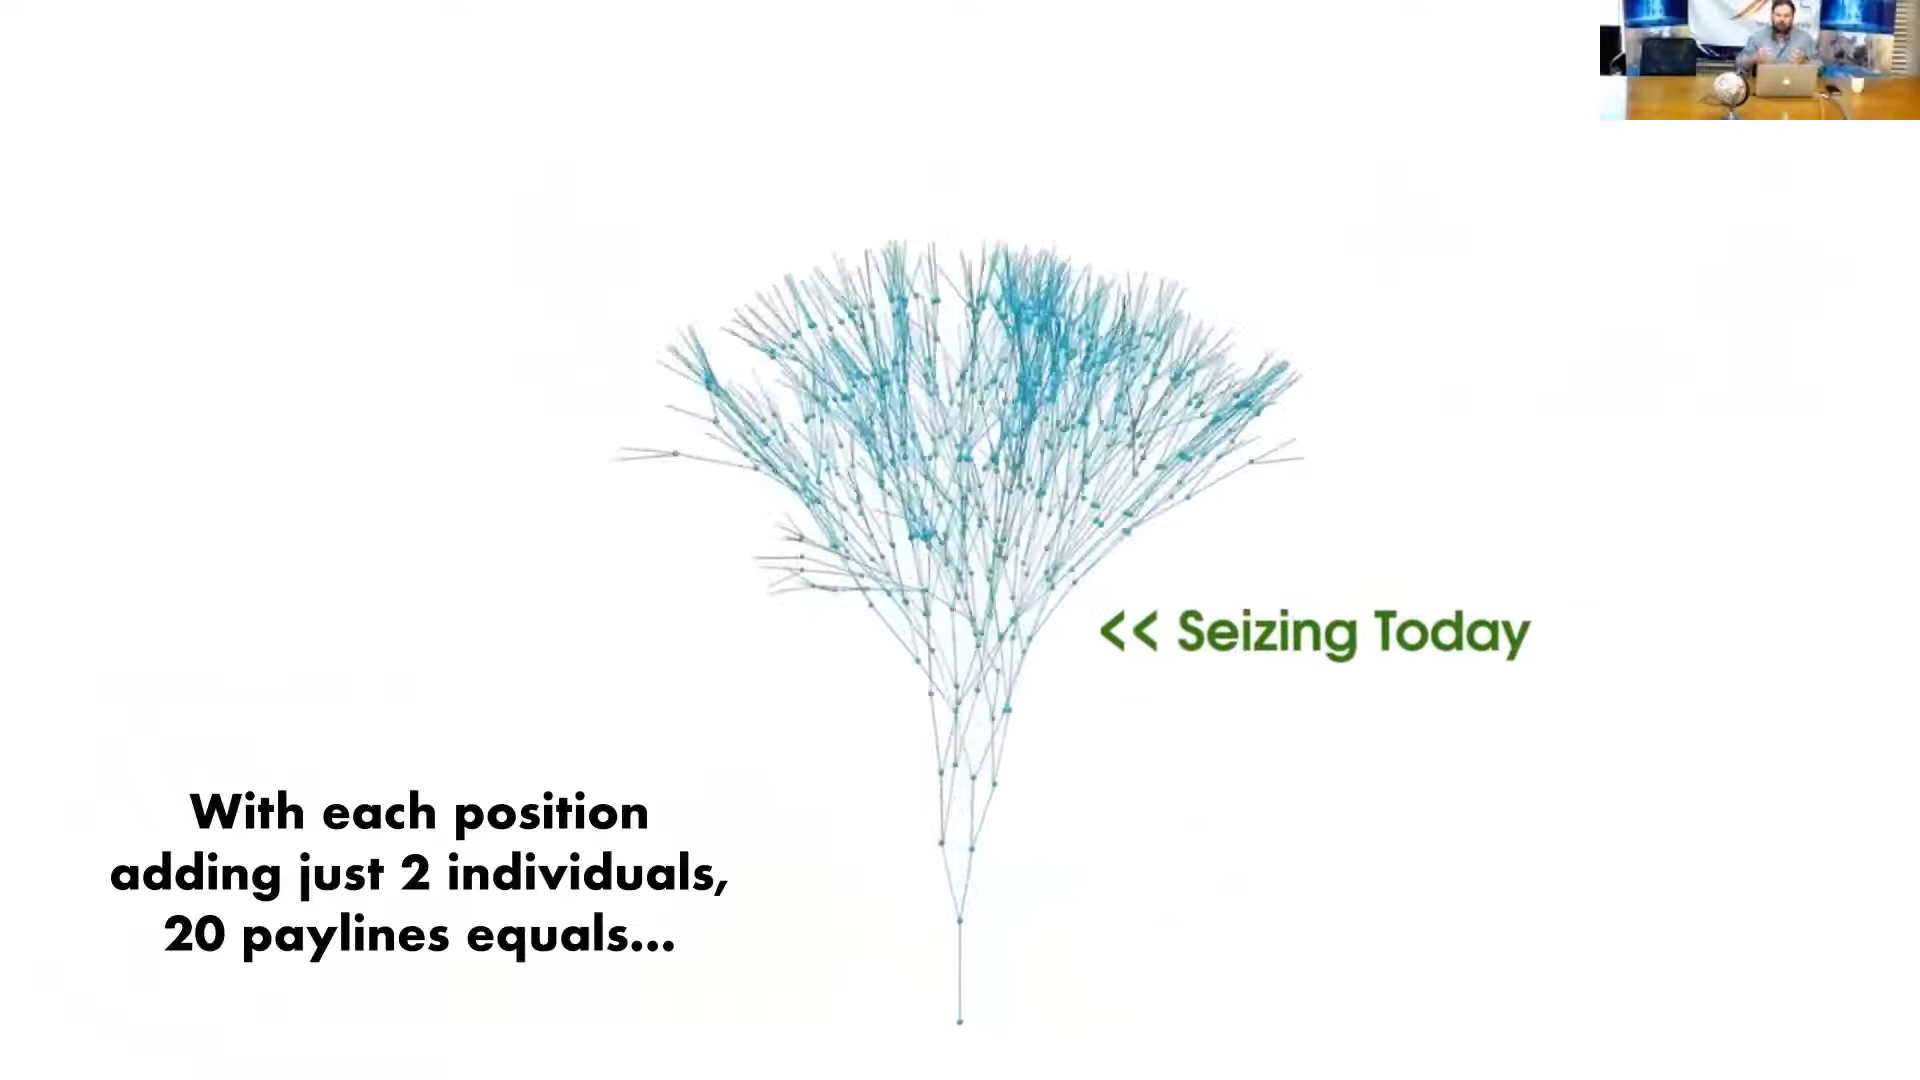 << Seizing Today
With each position
adding just 2 individuals,
20 paylines equals...